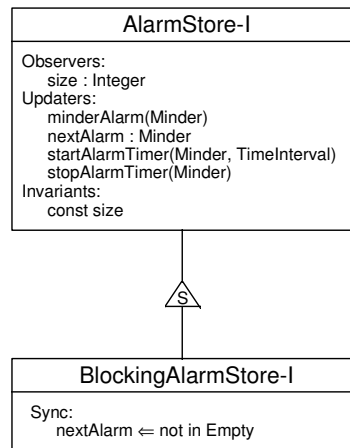 AlarmStore-I
Observers:
size : Integer
Updaters:
minderAlarm(Minder)
nextAlarm : Minder
startAlarmTimer(Minder, TimeInterval)
stopAlarmTimer(Minder)
Invariants:
const size
S
BlockingAlarmStore-I
Sync:
nextAlarm ⇐ not in Empty